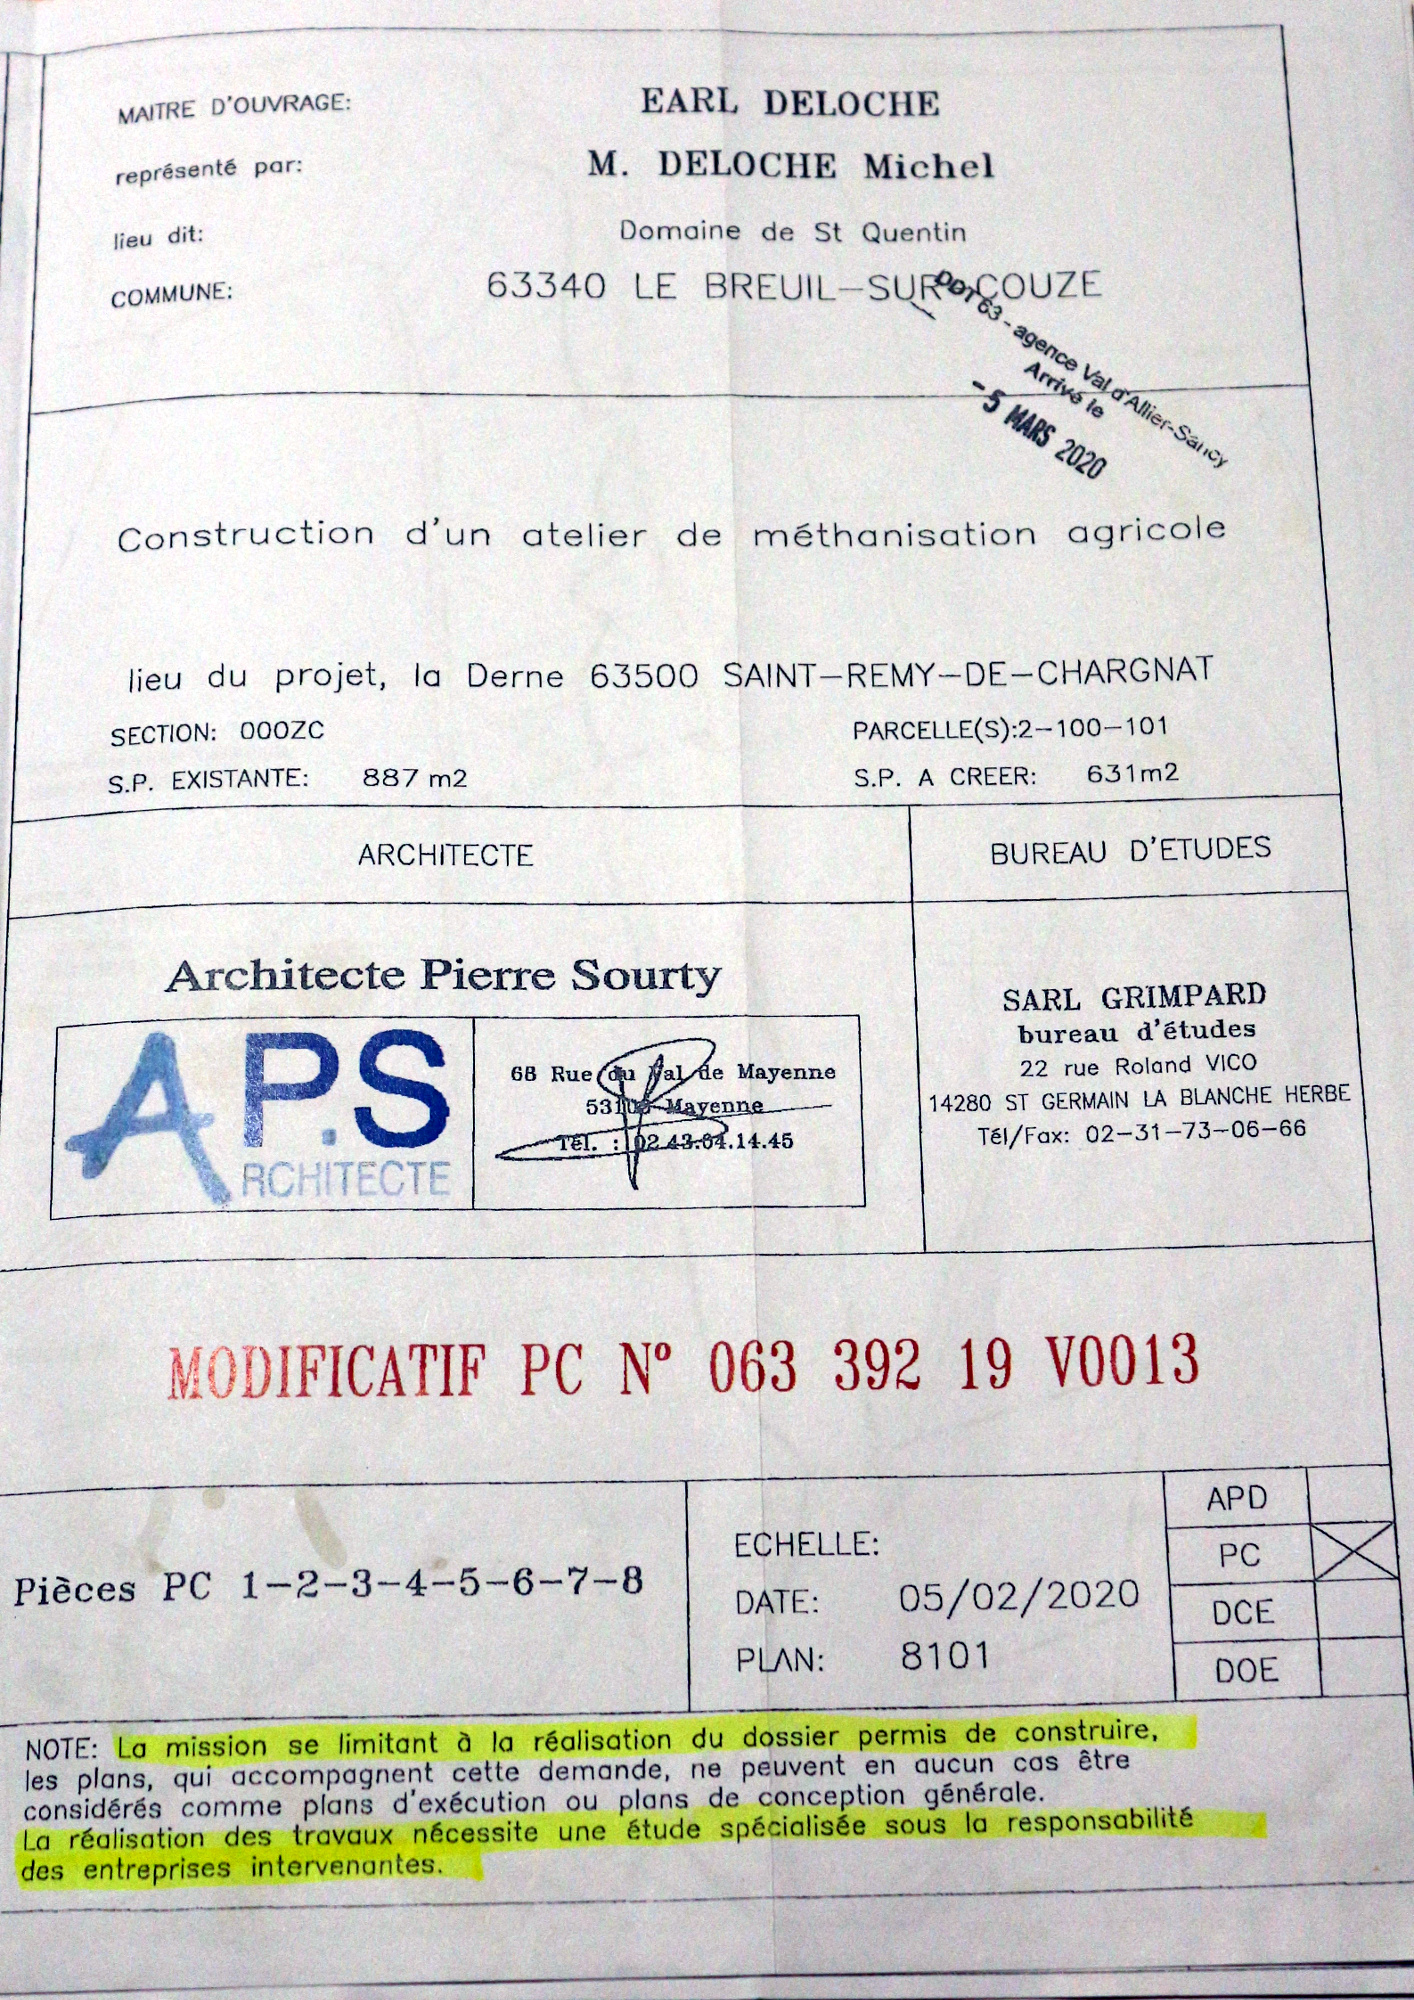 MAITRE D'OUVRAGE: EARL DELOCHE
représenté par: M. DELOCHE Michel
lieu dit: Domaine de St Quentin
COMMUNE: 63340 LE BREUIL-SUR-COUZE
DDT 63 - agence Val d'Allier-Sancy
Arrivé le
- 5 MARS 2020
Construction d'un atelier de méthanisation agricole
lieu du projet, la Derne 63500 SAINT-REMY-DE-CHARGNAT
SECTION: 000ZC PARCELLE(S):2-100-101
S.P. EXISTANTE: 887 m2 S.P. A CREER: 631m2
ARCHITECTE
BUREAU D'ETUDES
Architecte Pierre Sourty
A.P.S
ARCHITECTE
68 Rue du Val de Mayenne
53100 Mayenne
Tél. : 02.43.04.14.45
SARL GRIMPARD
bureau d'études
22 rue Roland VICO
14280 ST GERMAIN LA BLANCHE HERBE
Tél/Fax: 02-31-73-06-66
MODIFICATIF PC N° 063 392 19 V0013
Pièces PC 1-2-3-4-5-6-7-8
ECHELLE:
DATE: 05/02/2020
PLAN: 8101
APD
PC
DCE
DOE
NOTE: La mission se limitant à la réalisation du dossier permis de construire,
les plans, qui accompagnent cette demande, ne peuvent en aucun cas être
considérés comme plans d'exécution ou plans de conception générale.
La réalisation des travaux nécessite une étude spécialisée sous la responsabilité
des entreprises intervenantes.